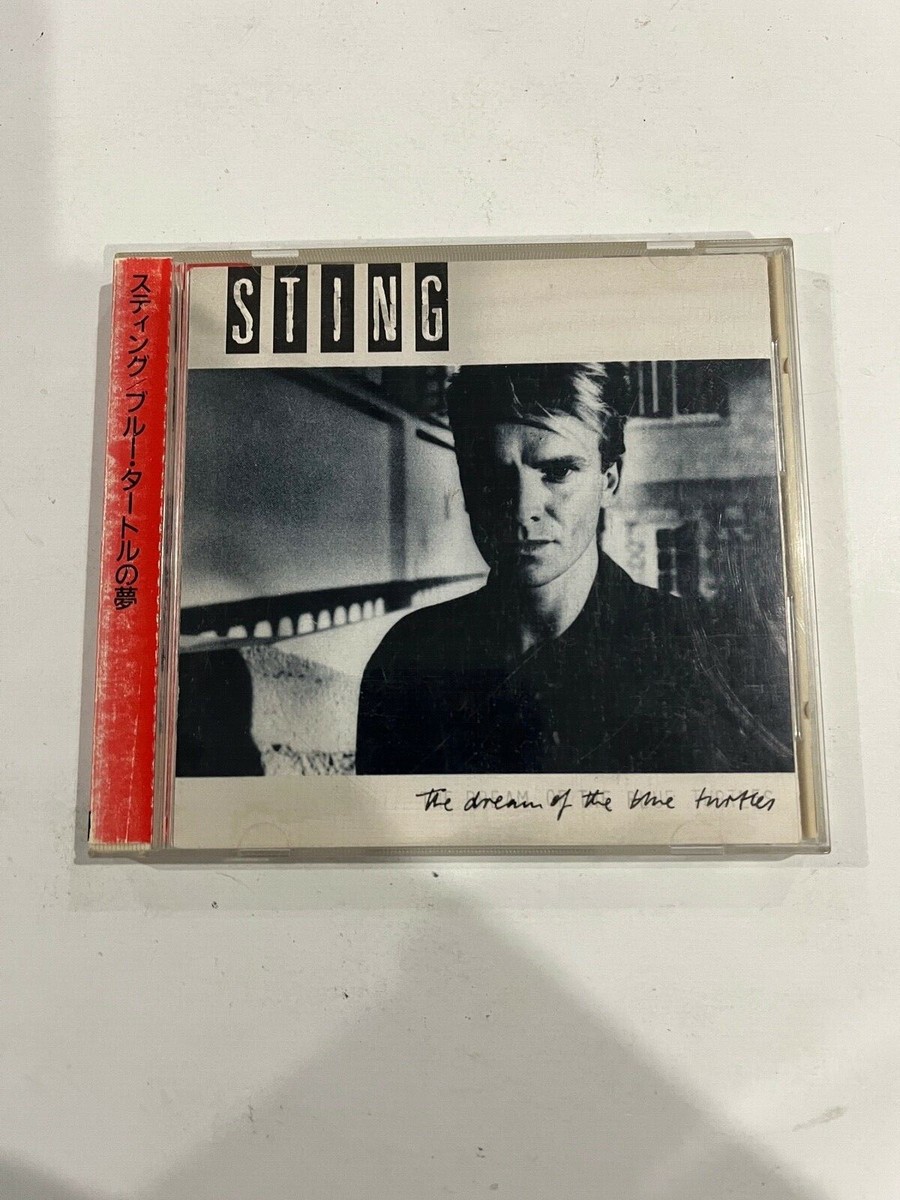 スティング/ブルー・タートルの夢
STING
the dream of the blue turtles